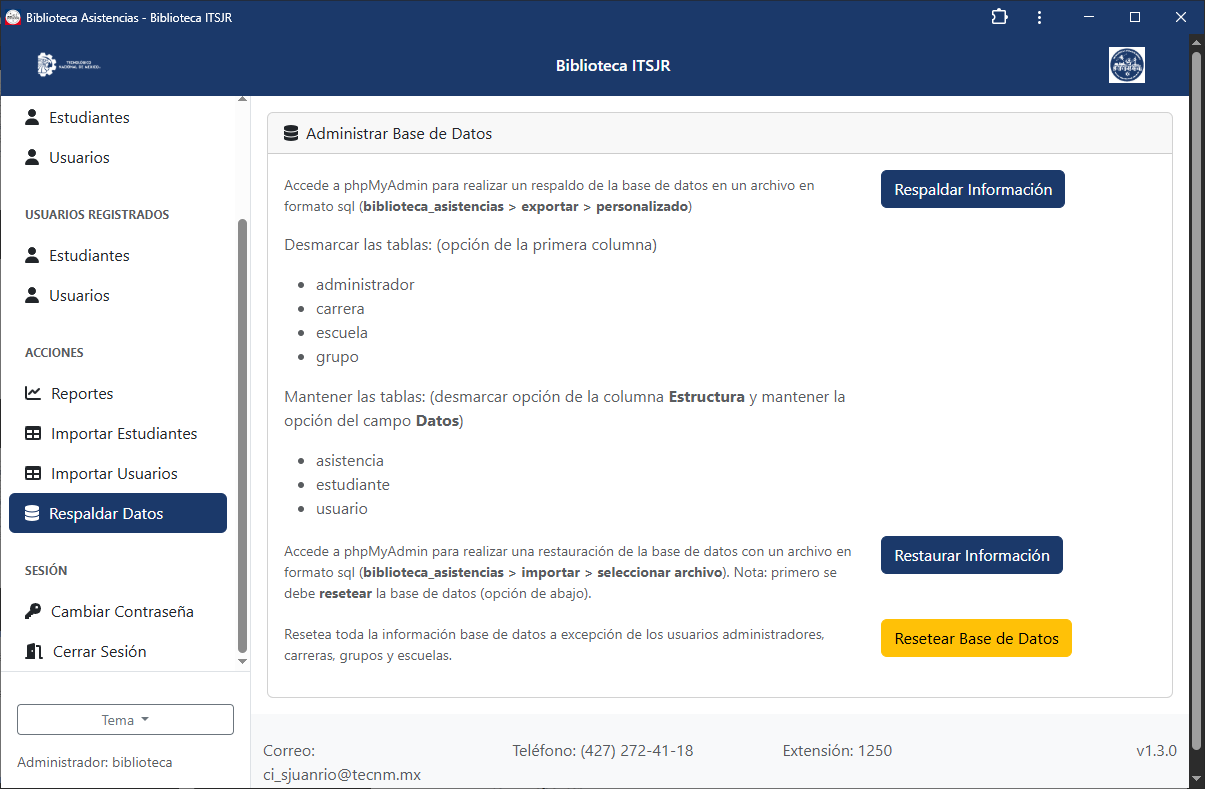 Biblioteca Asistencias - Biblioteca ITSJR
TECNOLÓGICO
NACIONAL DE MÉXICO
Biblioteca ITSJR
Estudiantes
Usuarios
USUARIOS REGISTRADOS
Estudiantes
Usuarios
ACCIONES
Reportes
Importar Estudiantes
Importar Usuarios
Respaldar Datos
SESIÓN
Cambiar Contraseña
Cerrar Sesión
Tema
Administrador: biblioteca
Administrar Base de Datos
Accede a phpMyAdmin para realizar un respaldo de la base de datos en un archivo en
formato sql (biblioteca_asistencias > exportar > personalizado)
Respaldar Información
Desmarcar las tablas: (opción de la primera columna)
administrador
carrera
escuela
grupo
Mantener las tablas: (desmarcar opción de la columna Estructura y mantener la
opción del campo Datos)
asistencia
estudiante
usuario
Accede a phpMyAdmin para realizar una restauración de la base de datos con un archivo en
formato sql (biblioteca_asistencias > importar > seleccionar archivo). Nota: primero se
debe resetear la base de datos (opción de abajo).
Restaurar Información
Resetea toda la información base de datos a excepción de los usuarios administradores,
carreras, grupos y escuelas.
Resetear Base de Datos
Correo:
ci_sjuanrio@tecnm.mx
Teléfono: (427) 272-41-18
Extensión: 1250
v1.3.0